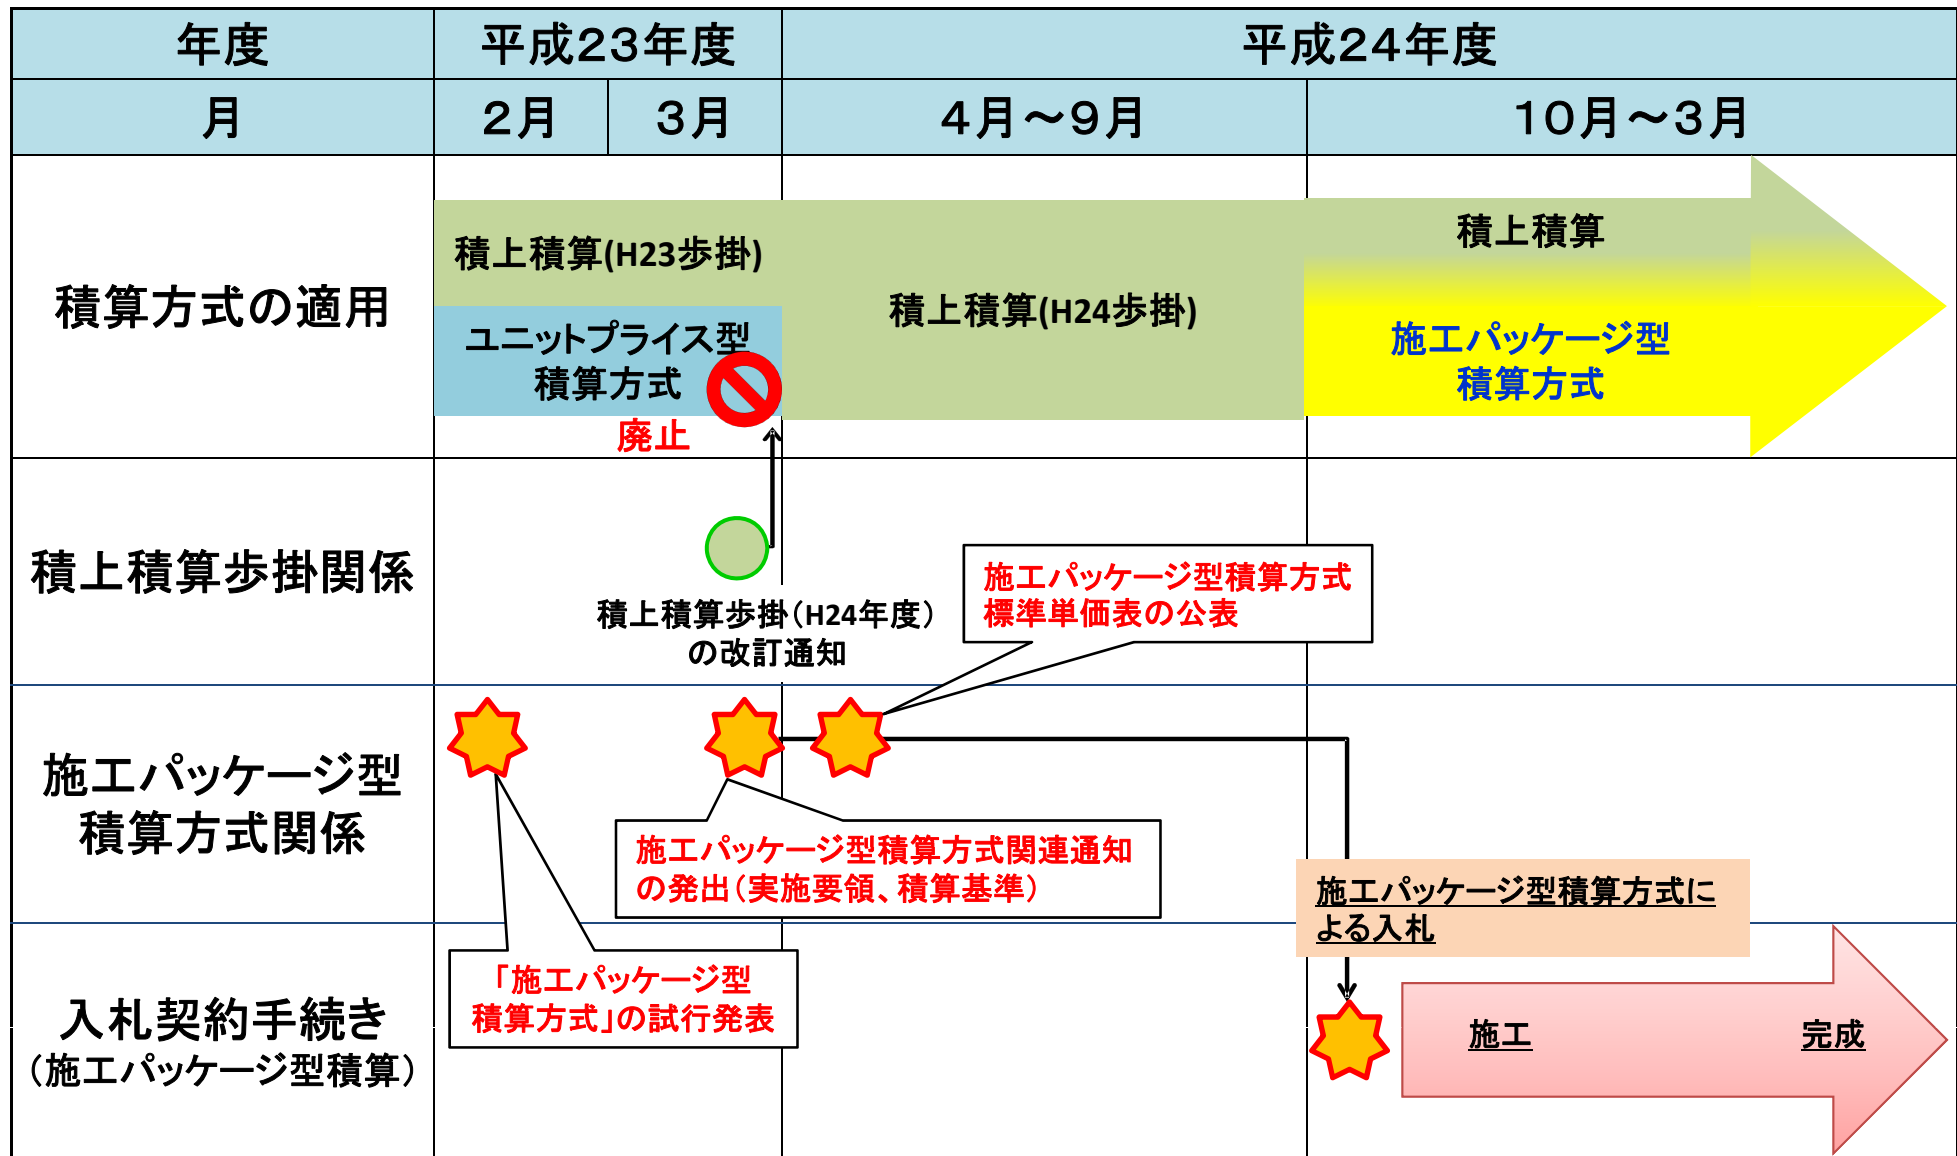 年度
平成23年度
平成24年度
月
2月
3月
4月～9月
10月～3月
積算方式の適用
積上積算(H23歩掛)
ユニットプライス型
積算方式
廃止
積上積算(H24歩掛)
積上積算
施工パッケージ型
積算方式
積上積算歩掛関係
積上積算歩掛(H24年度)
の改訂通知
施工パッケージ型積算方式
標準単価表の公表
施工パッケージ型
積算方式関係
施工パッケージ型積算方式関連通知
の発出(実施要領、積算基準)
「施工パッケージ型
積算方式」の試行発表
施工パッケージ型積算方式に
よる入札
入札契約手続き
(施工パッケージ型積算)
施工
完成